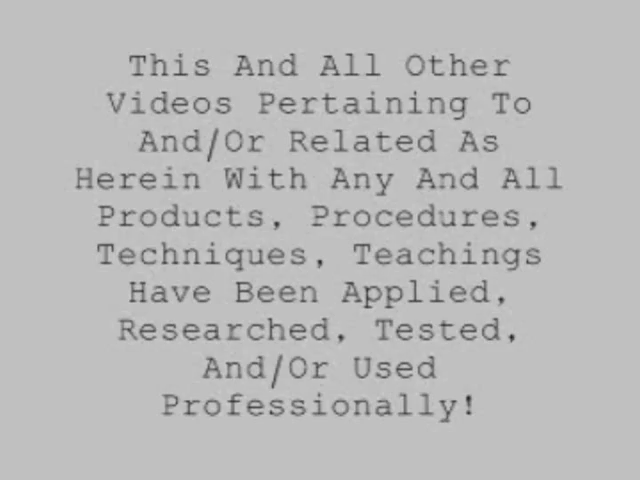 This And All Other
Videos Pertaining To
And/Or Related As
Herein With Any And All
Products, Procedures,
Techniques, Teachings
Have Been Applied,
Researched, Tested,
And/Or Used
Professionally!